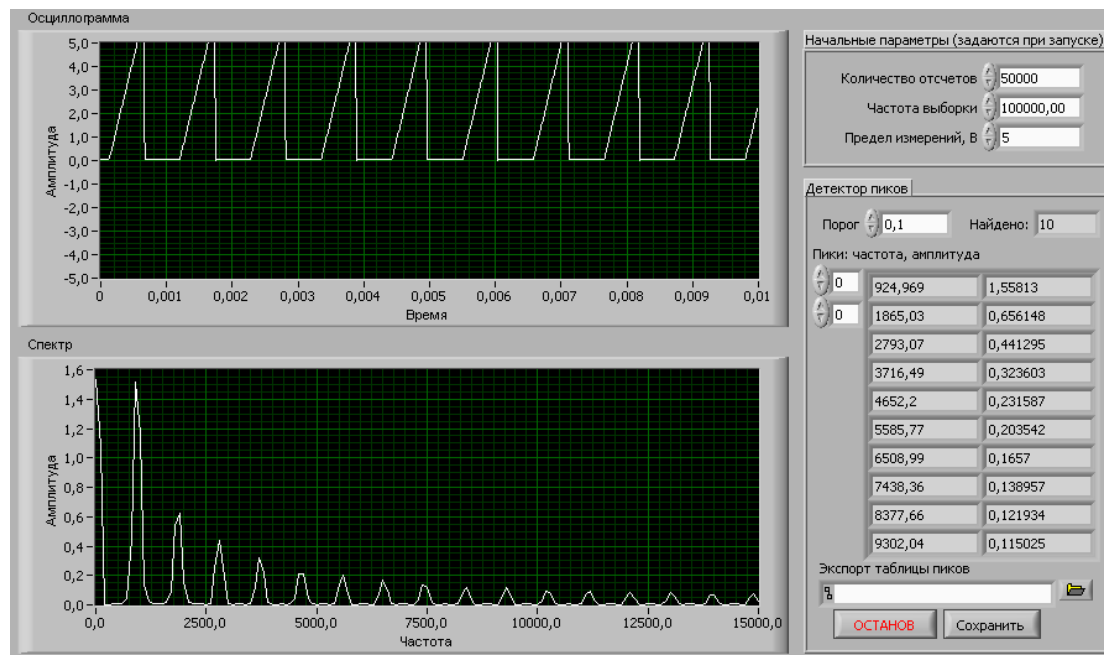 Осциллограмма
5,0
4,0
3,0
2,0
1,0
0,0
-1,0
-2,0
-3,0
-4,0
-5,0
Амплитуда
0 0,001 0,002 0,003 0,004 0,005 0,006 0,007 0,008 0,009 0,01
Время
Спектр
1,6
1,4
1,2
1,0
0,8
0,6
0,4
0,2
0,0
Амплитуда
0,0 2500,0 5000,0 7500,0 10000,0 12500,0 15000,0
Частота
Начальные параметры (задаются при запуске)
Количество отсчетов 50000
Частота выборки 100000,00
Предел измерений, В 5
Детектор пиков
Порог 0,1 Найдено: 10
Пики: частота, амплитуда
0 924,969 1,55813
0 1865,03 0,656148
2793,07 0,441295
3716,49 0,323603
4652,2 0,231587
5585,77 0,203542
6508,99 0,1657
7438,36 0,138957
8377,66 0,121934
9302,04 0,115025
Экспорт таблицы пиков
ОСТАНОВ Сохранить